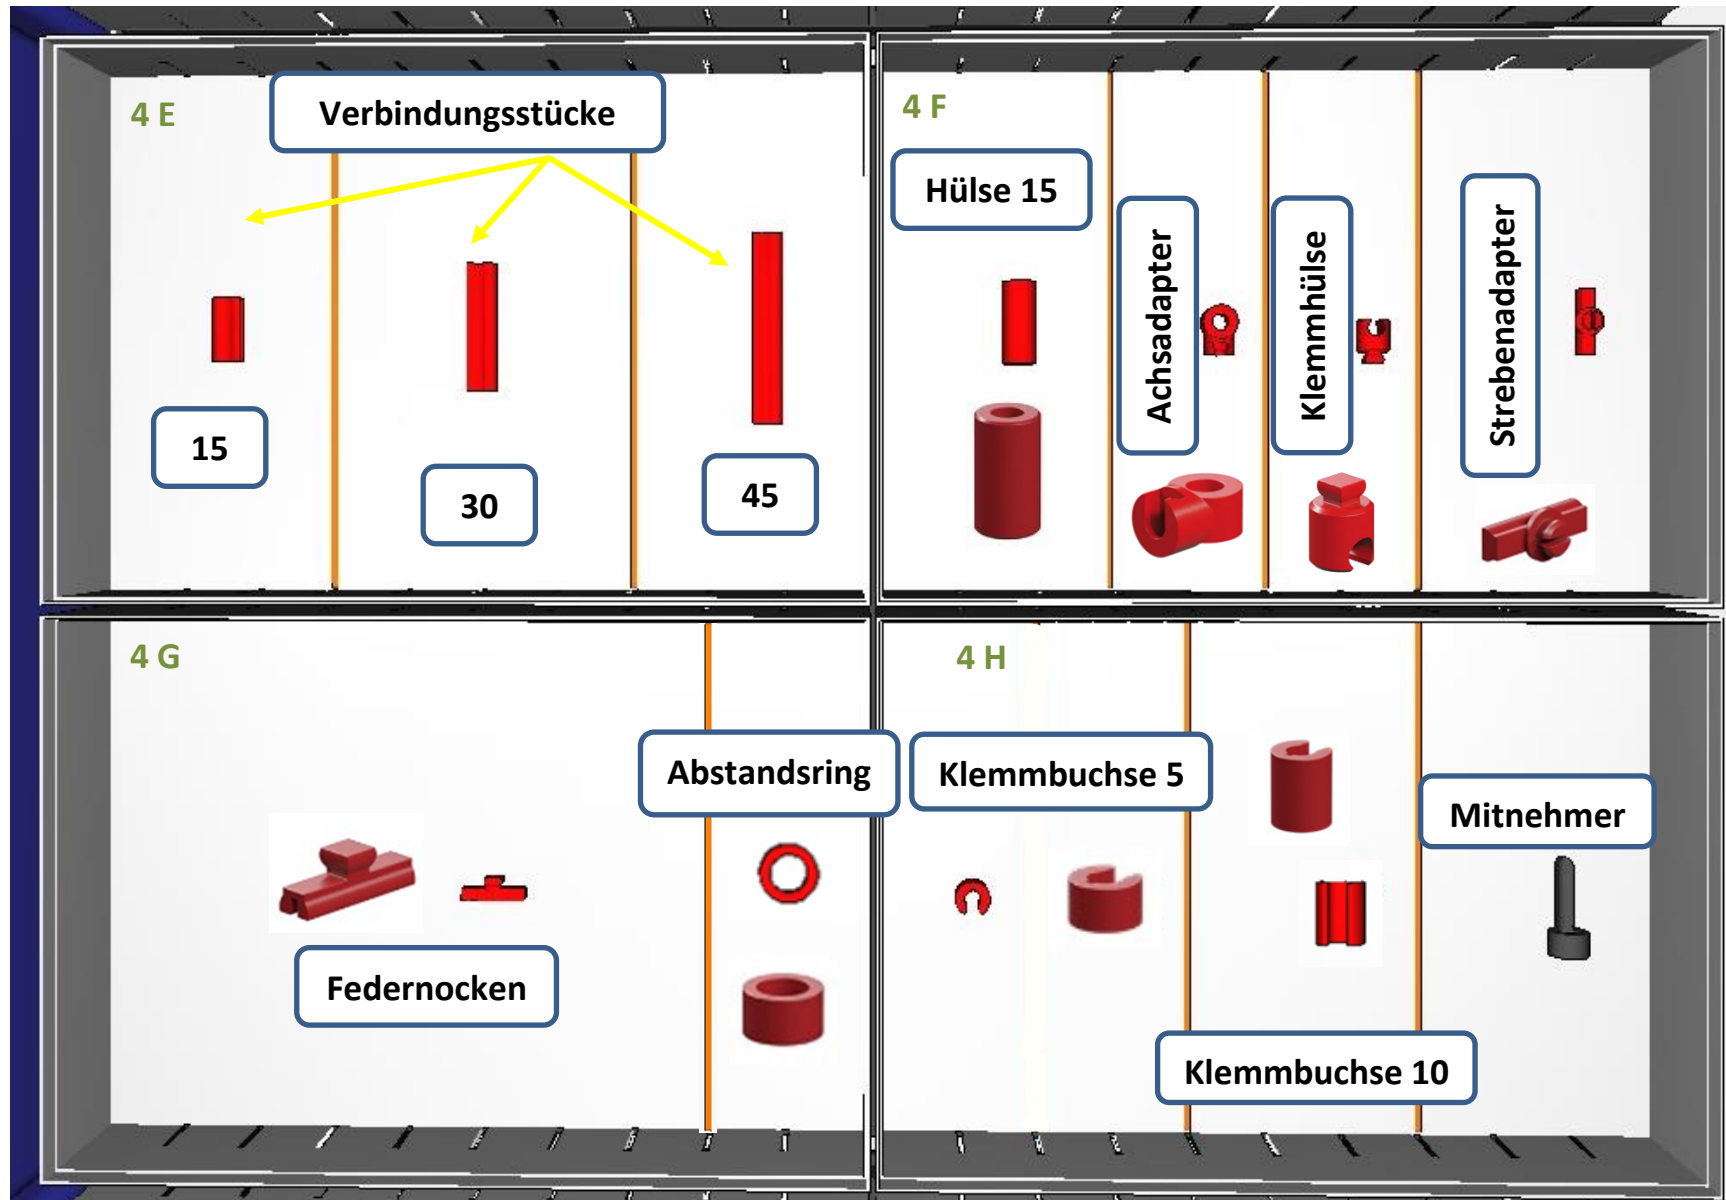 4 E
Verbindungsstücke
15
30
45
4 F
Hülse 15
Achsadapter
Klemmhülse
Strebenadapter
4 G
Federnocken
Abstandsring
4 H
Klemmbuchse 5
Klemmbuchse 10
Mitnehmer